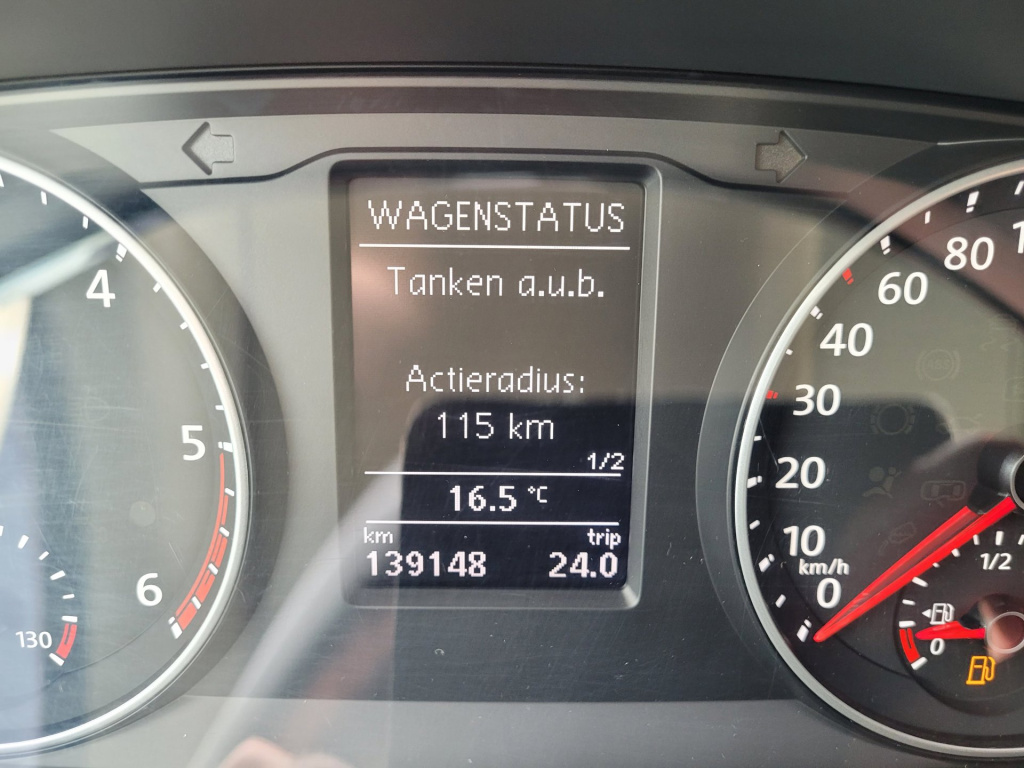 WAGENSTATUS
Tanken a.u.b.
Actieradius:
115 km
1/2
16.5 °C
km trip
139148 24.0
4
5
6
130
0
10
20
30
40
60
80
km/h
1/2
0